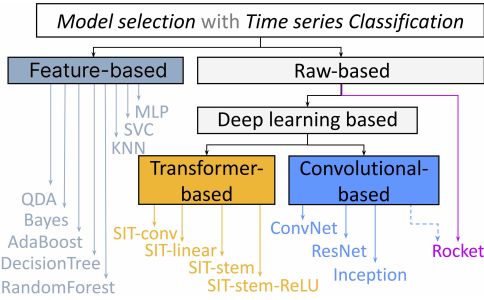 Model selection with Time series Classification
Feature-based
Raw-based
MLP
SVC
KNN
Deep learning based
Transformer-
based
Convolutional-
based
QDA
Bayes
AdaBoost
DecisionTree
RandomForest
SIT-conv
SIT-linear
SIT-stem
SIT-stem-ReLU
ConvNet
ResNet
Inception
Rocket